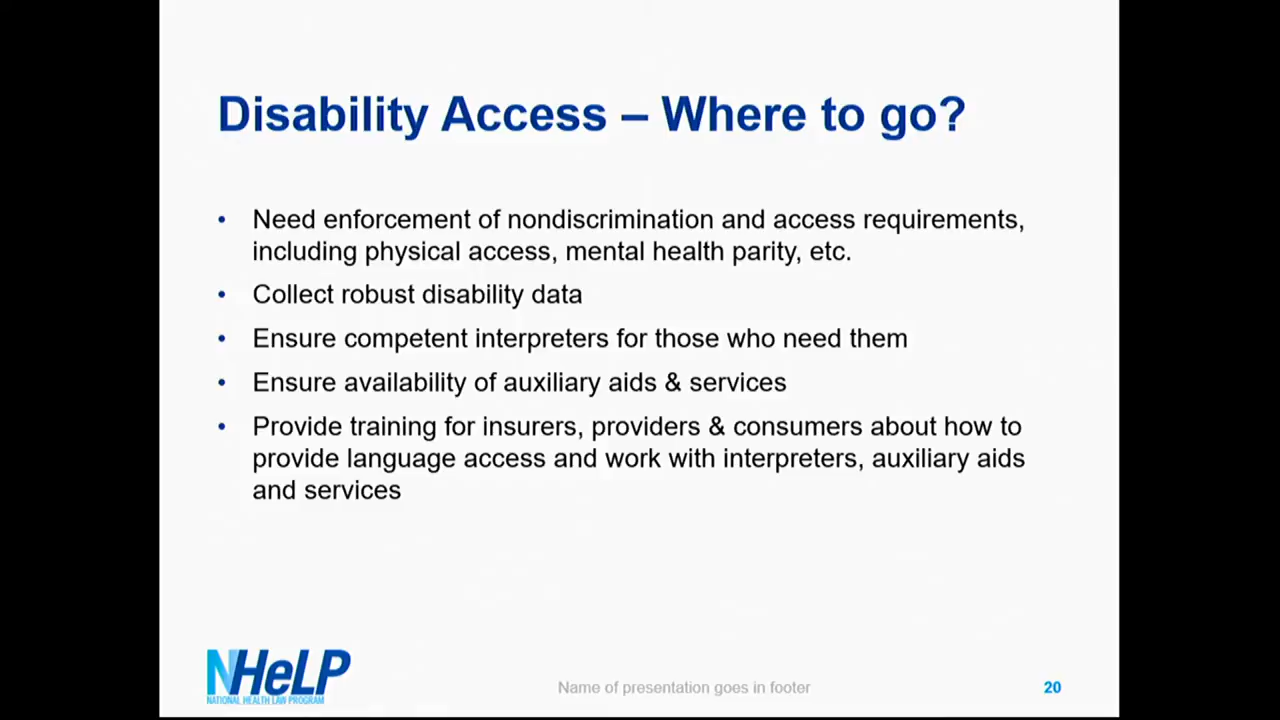 Disability Access – Where to go?
• Need enforcement of nondiscrimination and access requirements,
including physical access, mental health parity, etc.
• Collect robust disability data
• Ensure competent interpreters for those who need them
• Ensure availability of auxiliary aids & services
• Provide training for insurers, providers & consumers about how to
provide language access and work with interpreters, auxiliary aids
and services
NHeLP
NATIONAL HEALTH LAW PROGRAM
Name of presentation goes in footer
20